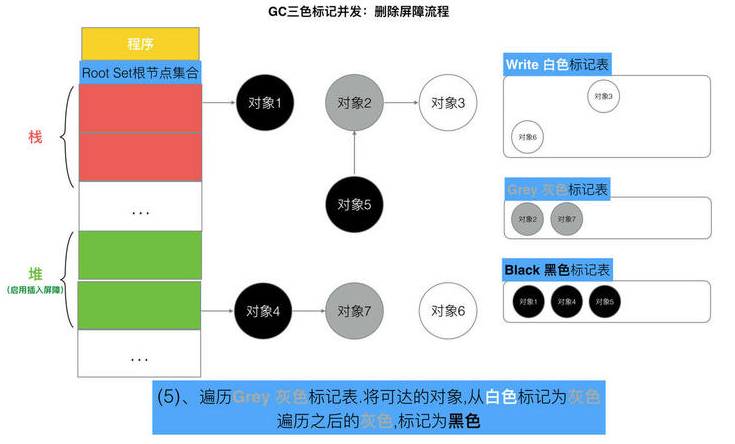 GC三色标记并发：删除屏障流程
程序
Root Set根节点集合
栈
...
堆
（启用插入屏障）
...
对象1
对象2
对象3
对象5
对象4
对象7
对象6
Write 白色标记表
对象3
对象6
Grey 灰色标记表
对象2
对象7
Black 黑色标记表
对象1
对象4
对象5
(5)、遍历Grey 灰色标记表.将可达的对象,从白色标记为灰色
遍历之后的灰色,标记为黑色